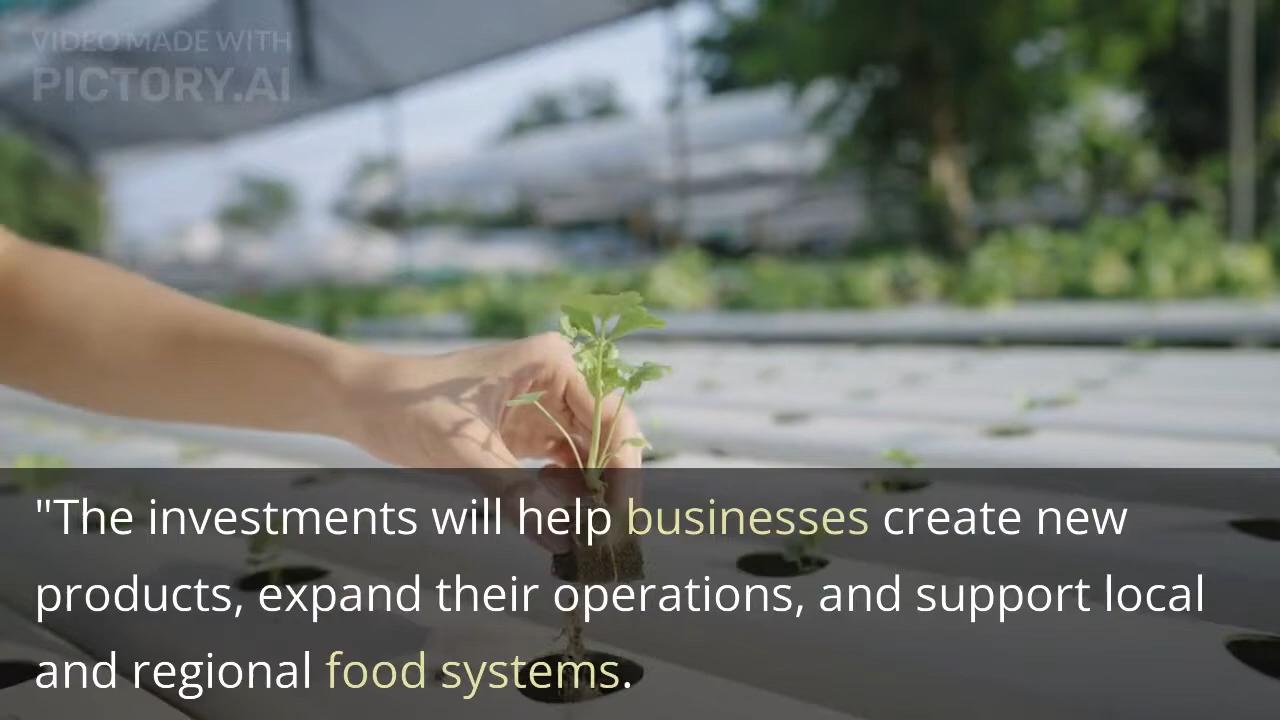 VIDEO MADE WITH
PICTORY.AI
"The investments will help businesses create new
products, expand their operations, and support local
and regional food systems.